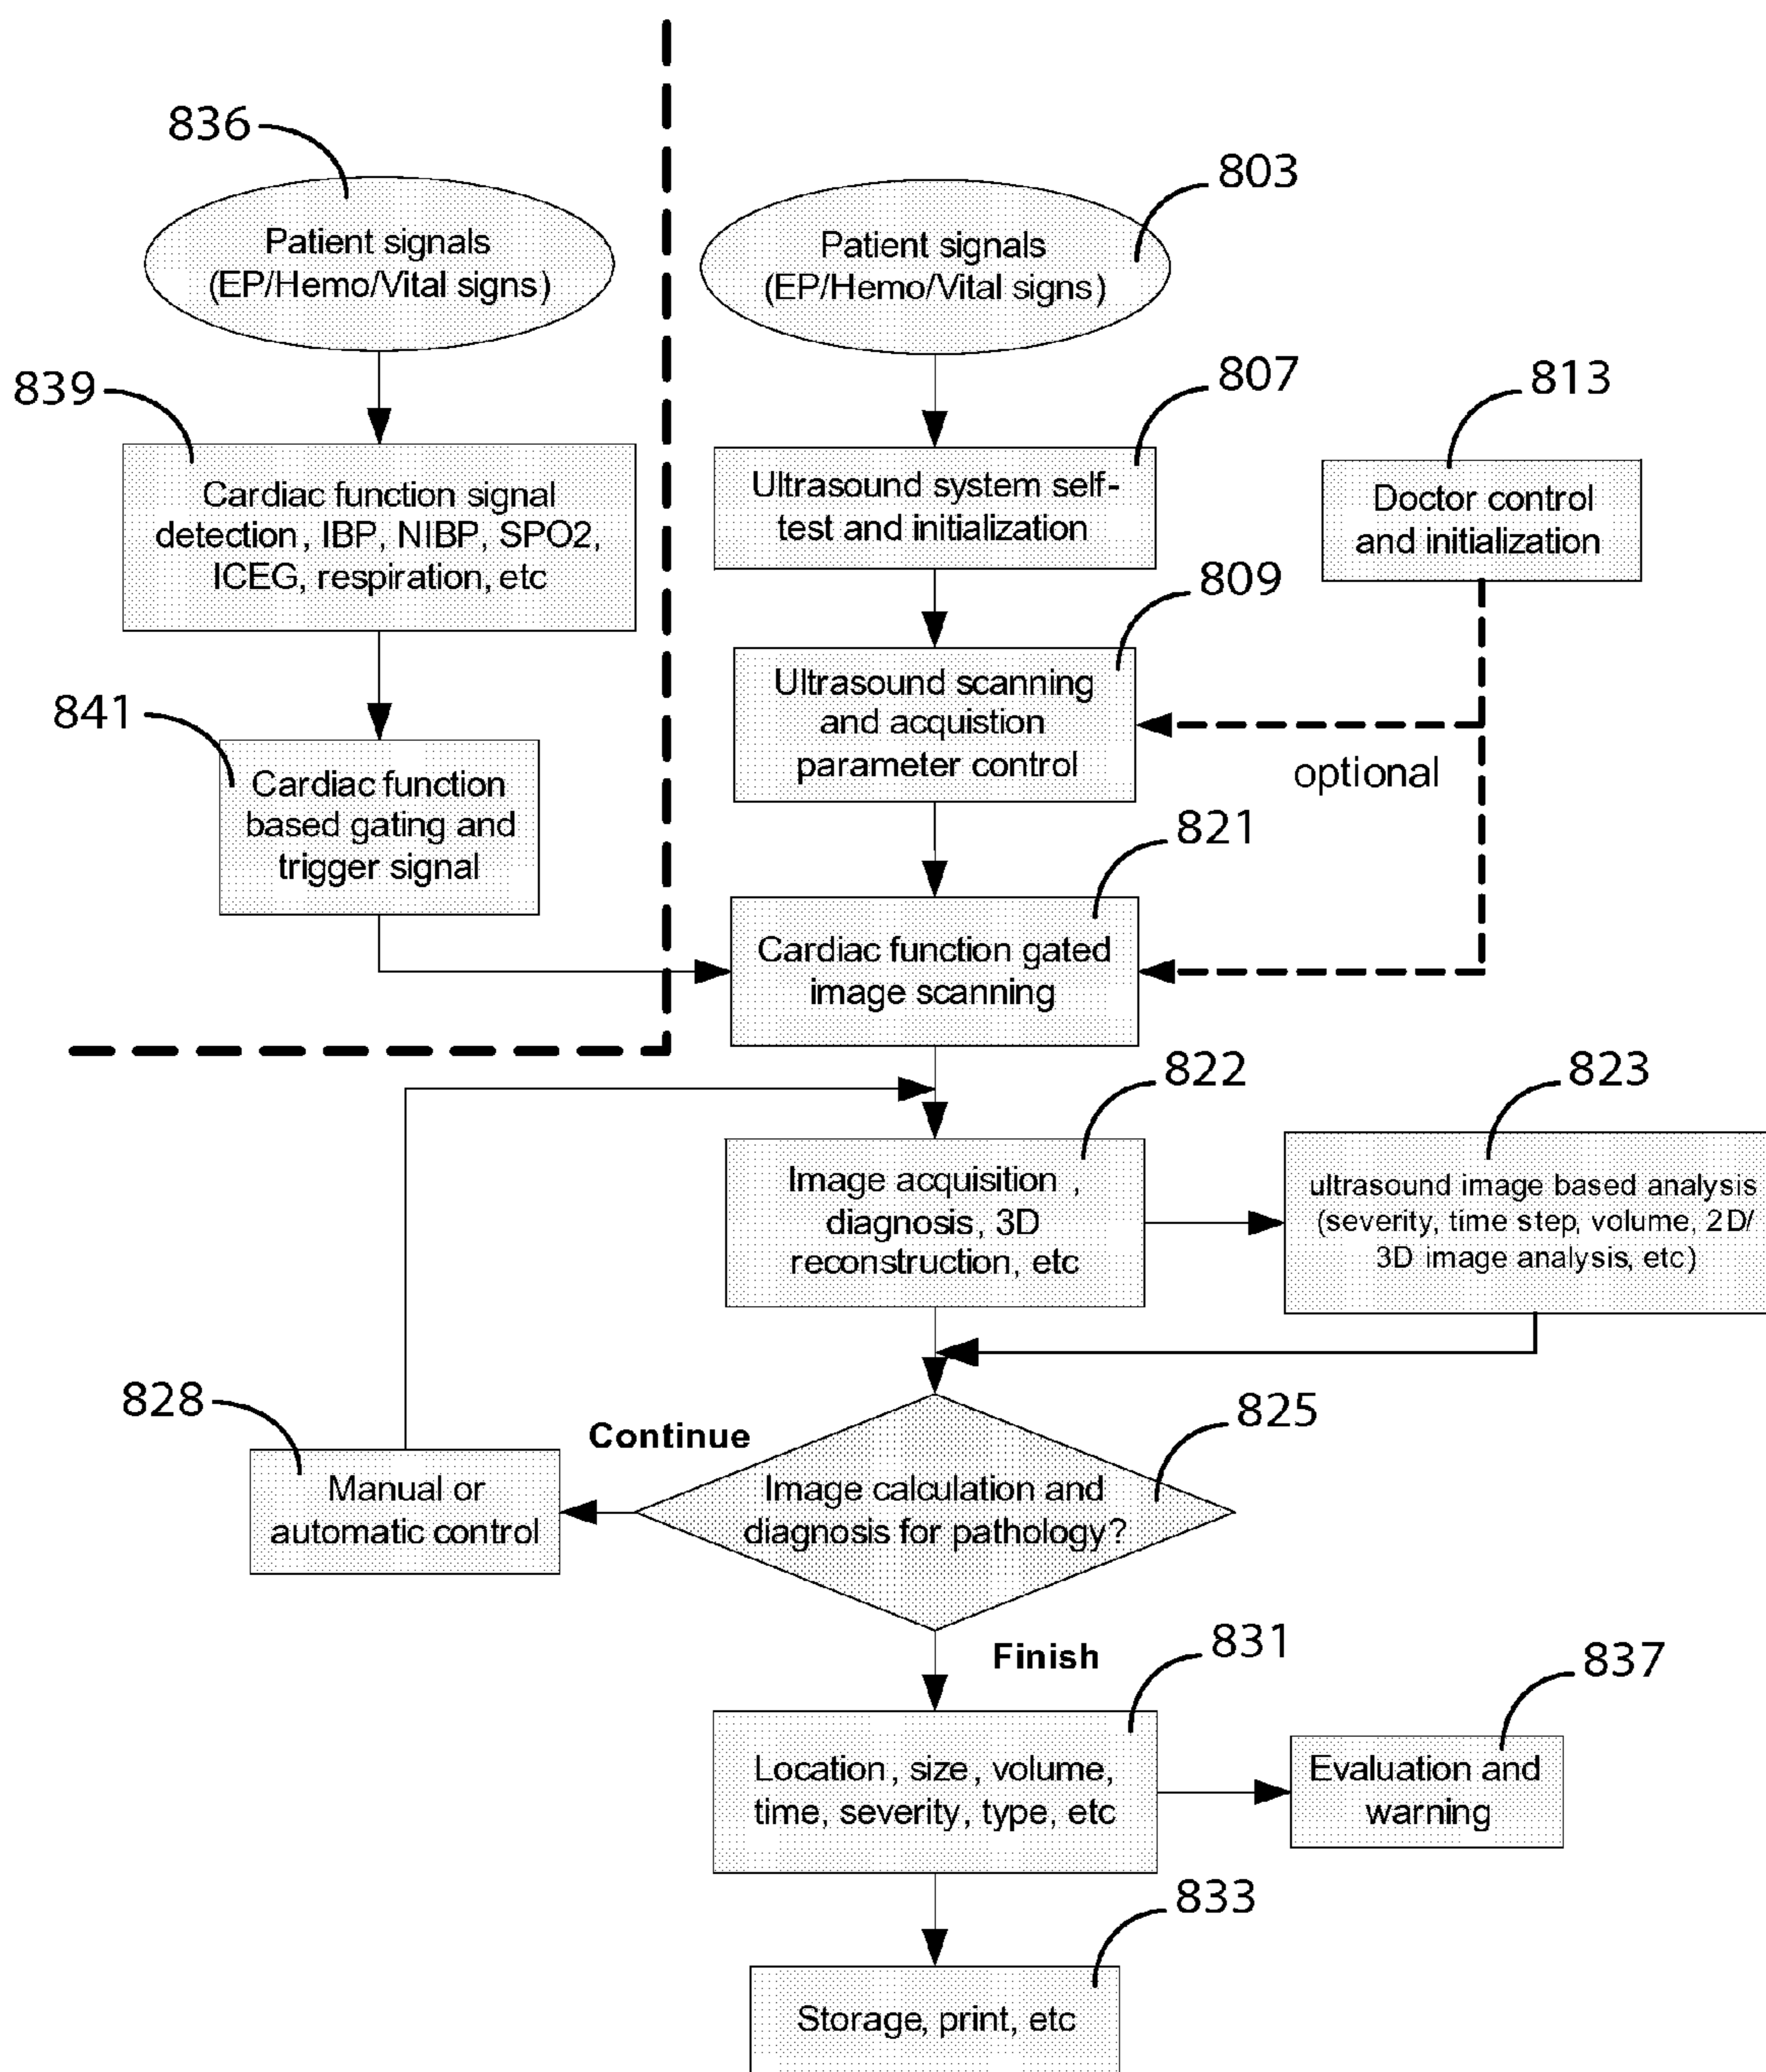 836
Patient signals
(EP/Hemo/Vital signs)
803
Patient signals
(EP/Hemo/Vital signs)
839
Cardiac function signal
detection, IBP, NIBP, SPO2,
ICEG, respiration, etc
807
Ultrasound system self-
test and initialization
813
Doctor control
and initialization
809
Ultrasound scanning
and acquistion
parameter control
optional
841
Cardiac function
based gating and
trigger signal
821
Cardiac function gated
image scanning
822
Image acquisition ,
diagnosis, 3D
reconstruction, etc
823
ultrasound image based analysis
(severity, time step, volume, 2D/
3D image analysis, etc)
828
Manual or
automatic control
Continue
825
Image calculation and
diagnosis for pathology?
Finish
831
Location, size, volume,
time, severity, type, etc
837
Evaluation and
warning
833
Storage, print, etc